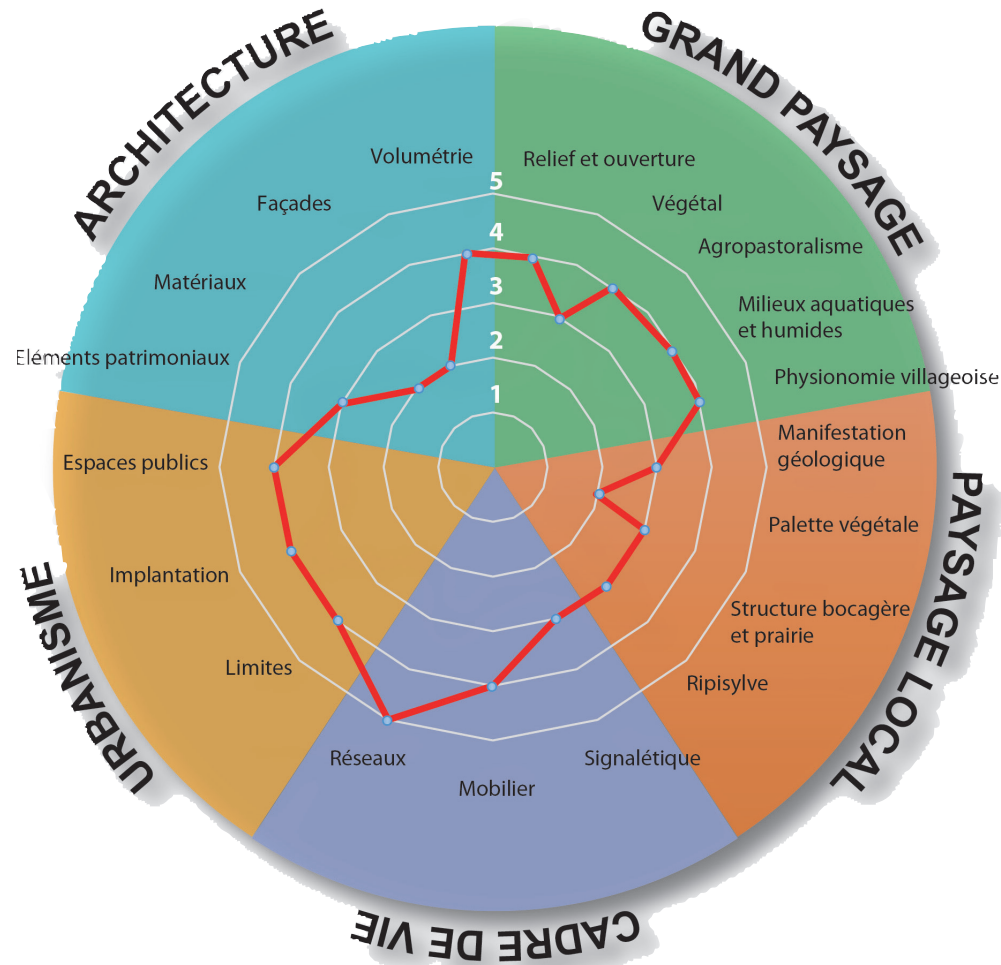 ARCHITECTURE
GRAND PAYSAGE
Volumétrie
Relief et ouverture
Façades
Végétal
Agropastoralisme
Matériaux
Milieux aquatiques
et humides
Eléments patrimoniaux
Physionomie villageoise
5
4
3
2
1
Espaces publics
Manifestation
géologique
Palette végétale
Implantation
Structure bocagère
et prairie
Limites
Ripisylve
Réseaux
Signalétique
Mobilier
URBANISME
PAYSAGE LOCAL
CADRE DE VIE